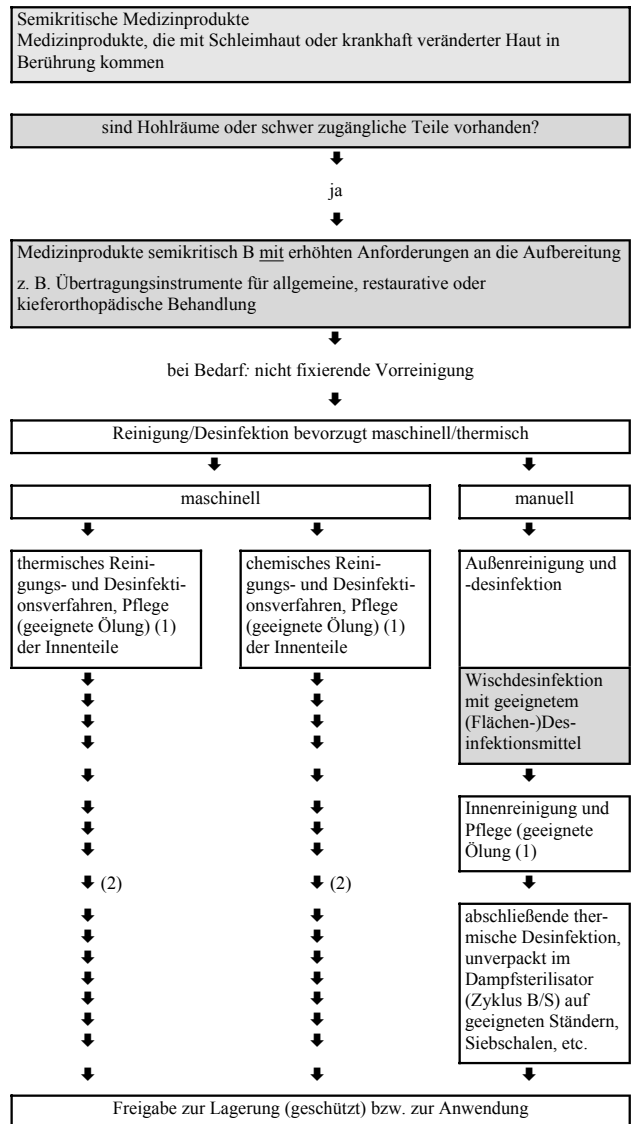 Semikritische Medizinprodukte
Medizinprodukte, die mit Schleimhaut oder krankhaft veränderter Haut in
Berührung kommen
sind Hohlräume oder schwer zugängliche Teile vorhanden?
ja
Medizinprodukte semikritisch B mit erhöhten Anforderungen an die Aufbereitung
z. B. Übertragungsinstrumente für allgemeine, restaurative oder
kieferorthopädische Behandlung
bei Bedarf: nicht fixierende Vorreinigung
Reinigung/Desinfektion bevorzugt maschinell/thermisch
maschinell
manuell
thermisches Reini-
gungs- und Desinfekti-
onsverfahren, Pflege
(geeignete Ölung) (1)
der Innenteile
chemisches Reini-
gungs- und Desinfekti-
onsverfahren, Pflege
(geeignete Ölung) (1)
der Innenteile
Außenreinigung und
-desinfektion
Wischdesinfektion
mit geeignetem
(Flächen-)Des-
infektionsmittel
Innenreinigung und
Pflege (geeignete
Ölung (1)
(2)
(2)
abschließende ther-
mische Desinfektion,
unverpackt im
Dampfsterilisator
(Zyklus B/S) auf
geeigneten Ständern,
Siebschalen, etc.
Freigabe zur Lagerung (geschützt) bzw. zur Anwendung